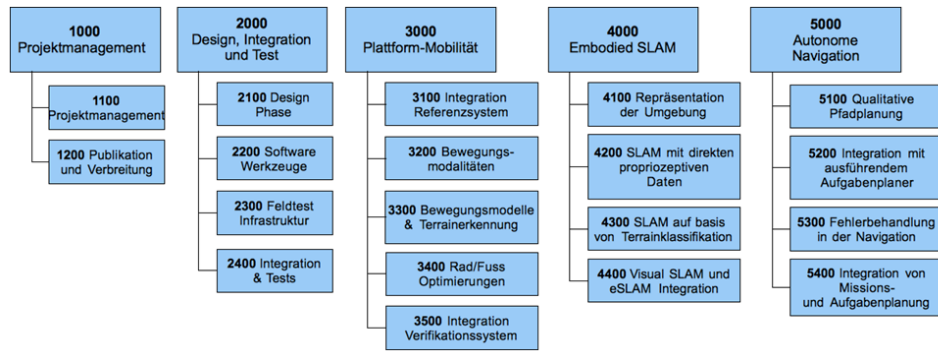 1000
Projektmanagement
1100
Projektmanagement
1200 Publikation
und Verbreitung
2000
Design, Integration
und Test
2100 Design
Phase
2200 Software
Werkzeuge
2300 Feldtest
Infrastruktur
2400 Integration
& Tests
3000
Plattform-Mobilität
3100 Integration
Referenzsystem
3200 Bewegungs-
modalitäten
3300 Bewegungsmodelle
& Terrainerkennung
3400 Rad/Fuss
Optimierungen
3500 Integration
Verifikationssystem
4000
Embodied SLAM
4100 Repräsentation
der Umgebung
4200 SLAM mit direkten
propriozeptiven
Daten
4300 SLAM auf basis
von Terrainklassifikation
4400 Visual SLAM und
eSLAM Integration
5000
Autonome
Navigation
5100 Qualitative
Pfadplanung
5200 Integration mit
ausführendem
Aufgabenplaner
5300 Fehlerbehandlung
in der Navigation
5400 Integration von
Missions-
und Aufgabenplanung